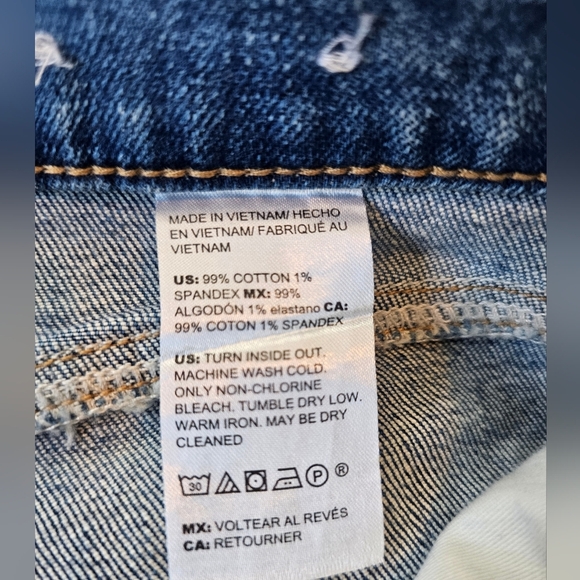 MADE IN VIETNAM/ HECHO
EN VIETNAM/ FABRIQUÉ AU
VIETNAM
US: 99% COTTON 1%
SPANDEX MX: 99%
ALGODÓN 1% elastano CA:
99% COTON 1% SPANDEX
US: TURN INSIDE OUT.
MACHINE WASH COLD.
ONLY NON-CHLORINE
BLEACH. TUMBLE DRY LOW.
WARM IRON. MAY BE DRY
CLEANED
30 P ®
MX: VOLTEAR AL REVÉS
CA: RETOURNER